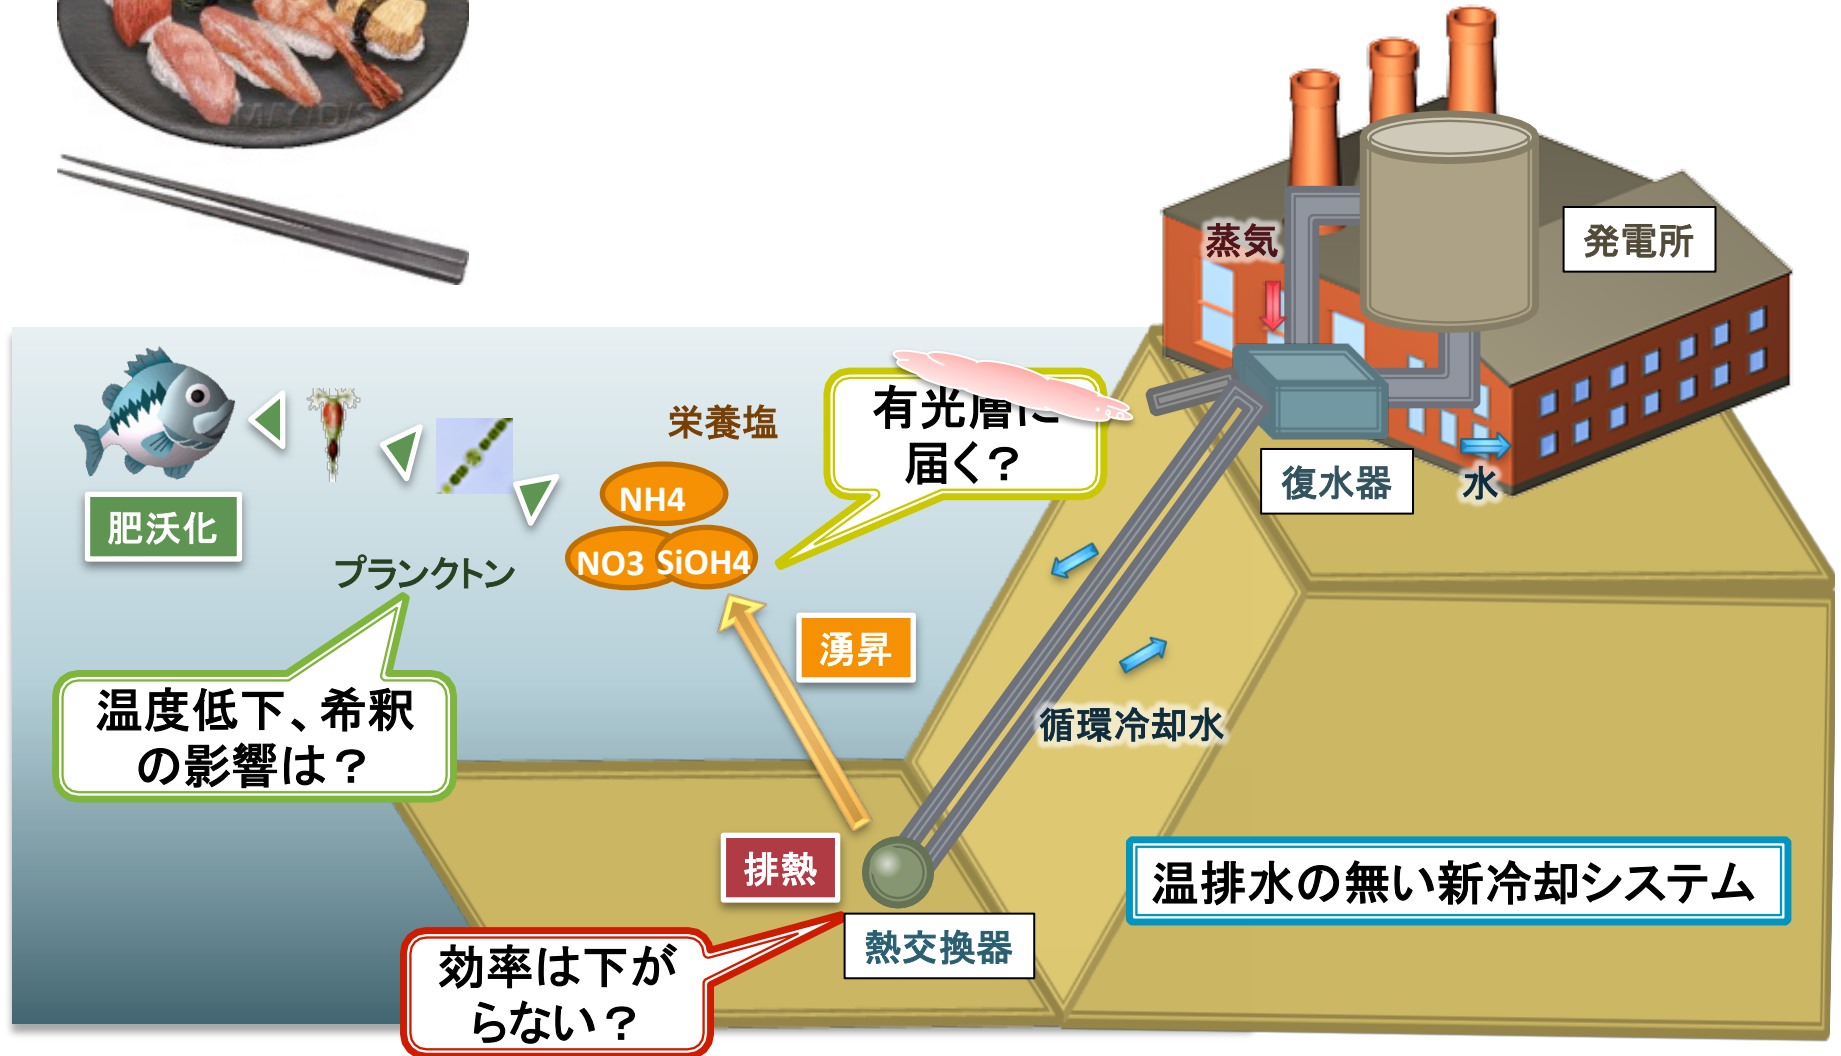 蒸気
発電所
栄養塩
有光層に
届く？
NH4
NO3
SiOH4
復水器
水
肥沃化
プランクトン
湧昇
温度低下、希釈
の影響は？
循環冷却水
排熱
温排水の無い新冷却システム
熱交換器
効率は下が
らない？